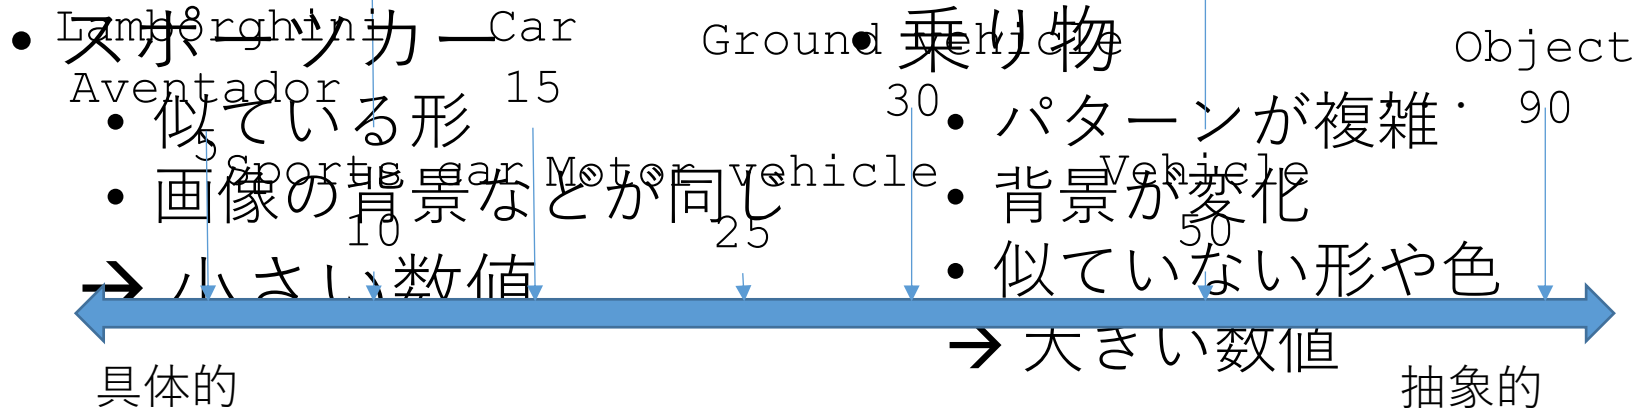 • スポーツカー
• 似ている形
• 画像の背景などが同じ
→ 小さい数値
• 乗り物
• パターンが複雑・・
• 背景が変化
• 似ていない形や色
→ 大きい数値
Lamborghini
Aventador
5
Sports car
10
Car
15
Motor vehicle
25
Ground vehicle
30
Vehicle
50
Object
90
具体的
抽象的